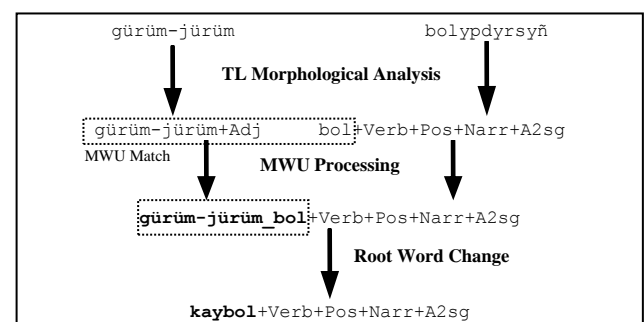 gürüm-jürüm bolypdyrsyñ
TL Morphological Analysis
gürüm-jürüm+Adj bol+Verb+Pos+Narr+A2sg
MWU Match
MWU Processing
gürüm-jürüm_bol+Verb+Pos+Narr+A2sg
Root Word Change
kaybol+Verb+Pos+Narr+A2sg